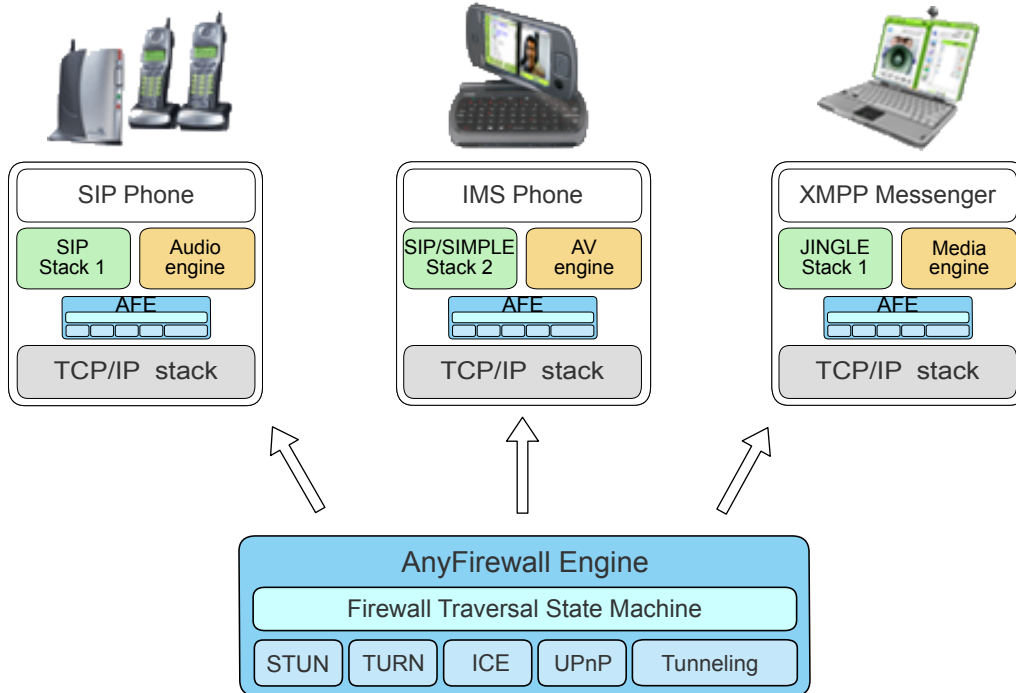 SIP Phone
SIP
Stack 1
Audio
engine
AFE
TCP/IP stack
IMS Phone
SIP/SIMPLE
Stack 2
AV
engine
AFE
TCP/IP stack
XMPP Messenger
JINGLE
Stack 1
Media
engine
AFE
TCP/IP stack
AnyFirewall Engine
Firewall Traversal State Machine
STUN
TURN
ICE
UPnP
Tunneling